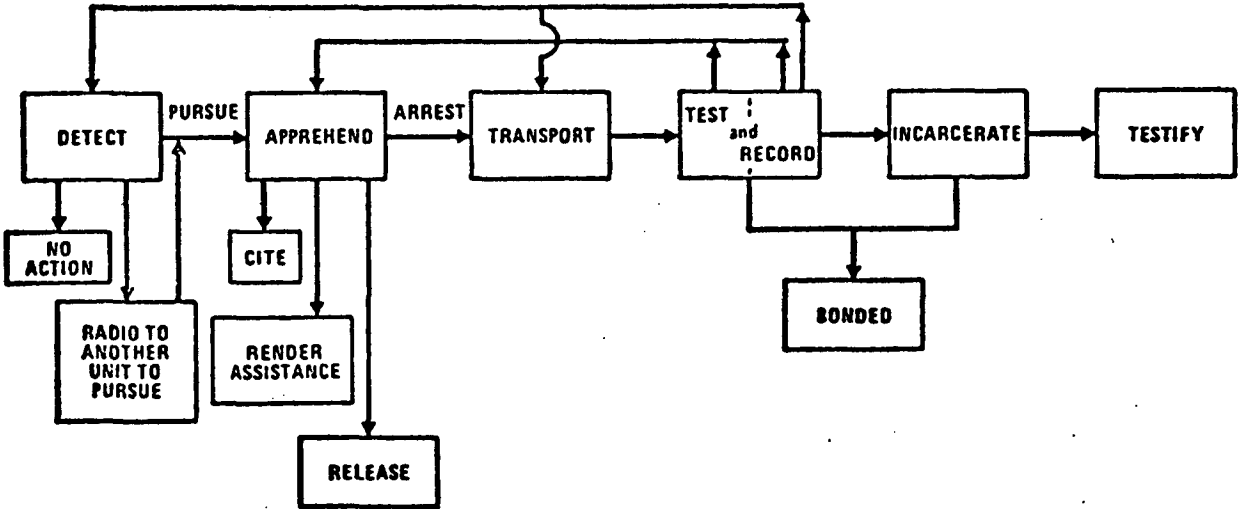 PURSUE
ARREST
DETECT
APPREHEND
TRANSPORT
TEST
and
RECORD
INCARCERATE
TESTIFY
NO
ACTION
CITE
RADIO TO
ANOTHER
UNIT TO
PURSUE
RENDER
ASSISTANCE
BONDED
RELEASE